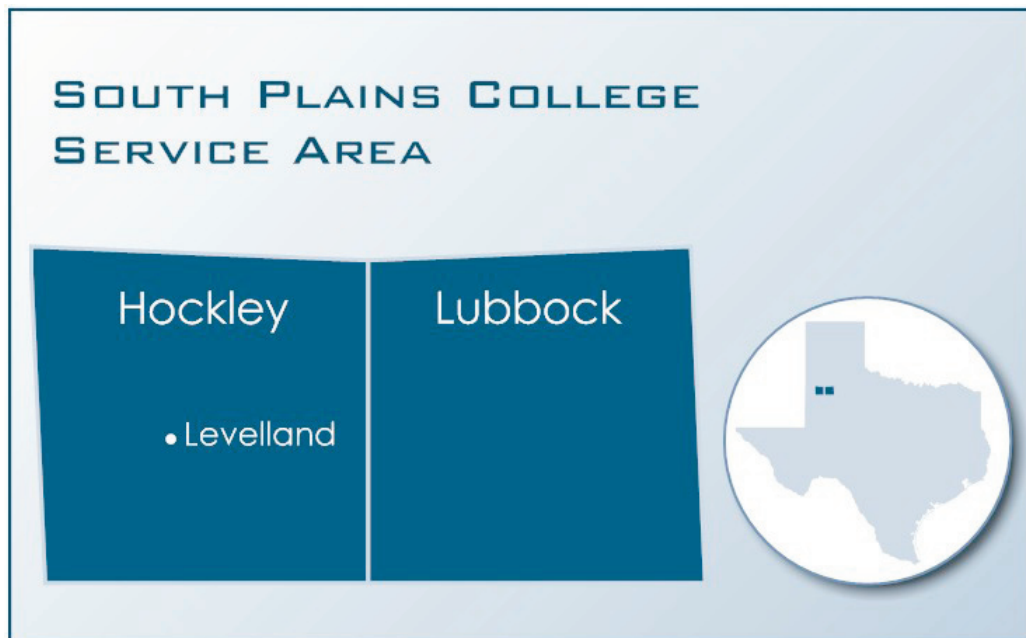 South Plains College
Service Area
Hockley
Lubbock
Levelland